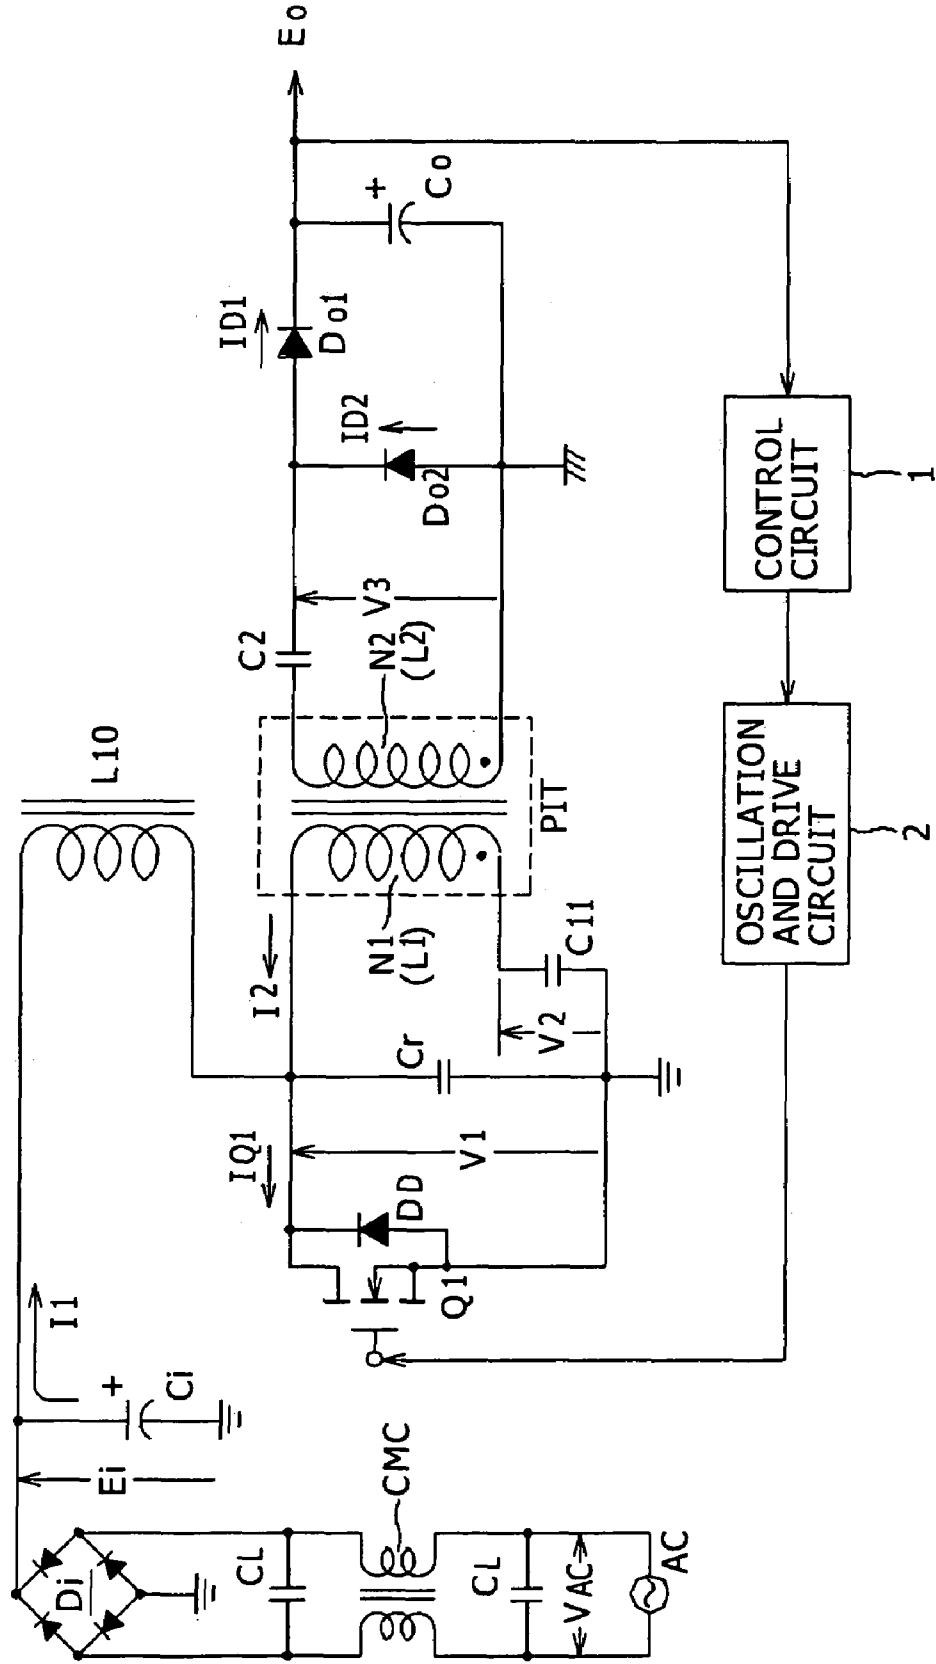 Eo
ID1
Do1
+
Co
ID2
Do2
V3
C2
N2
(L2)
L10
PIT
N1
(L1)
I2
C11
V2
Cr
V1
IQ1
DD
Q1
I1
+
Ci
Ei
Di
CL
CMC
CL
VAC
AC
CONTROL
CIRCUIT
1
OSCILLATION
AND DRIVE
CIRCUIT
2